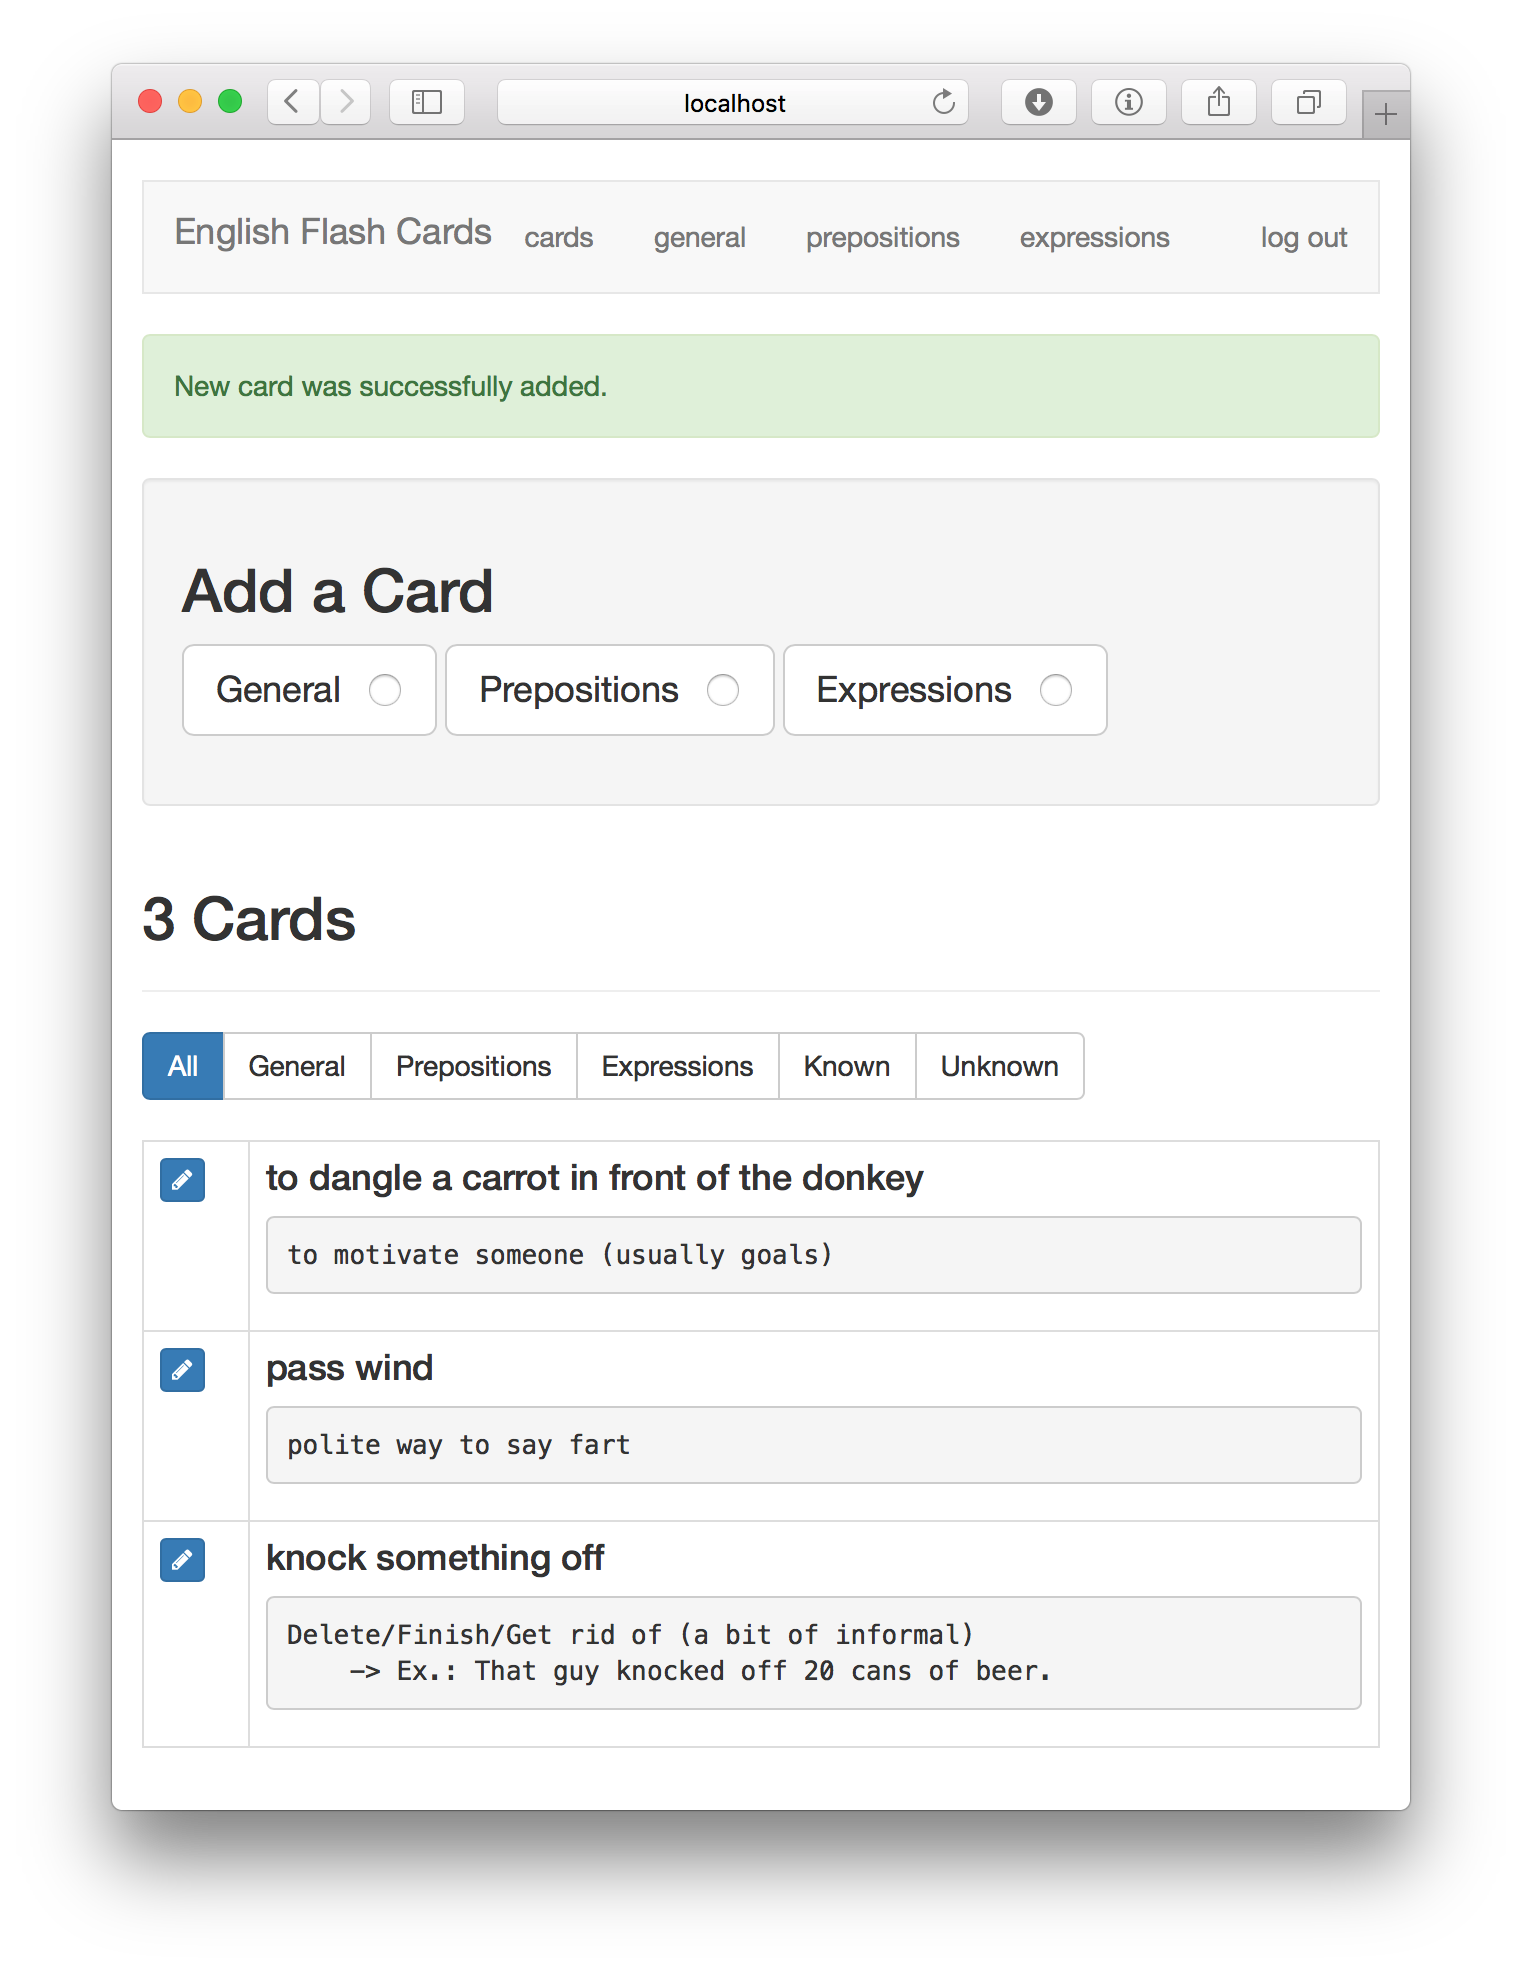 localhost
English Flash Cards cards general prepositions expressions log out
New card was successfully added.
Add a Card
General Prepositions Expressions
3 Cards
All General Prepositions Expressions Known Unknown
to dangle a carrot in front of the donkey
to motivate someone (usually goals)
pass wind
polite way to say fart
knock something off
Delete/Finish/Get rid of (a bit of informal)
—> Ex.: That guy knocked off 20 cans of beer.